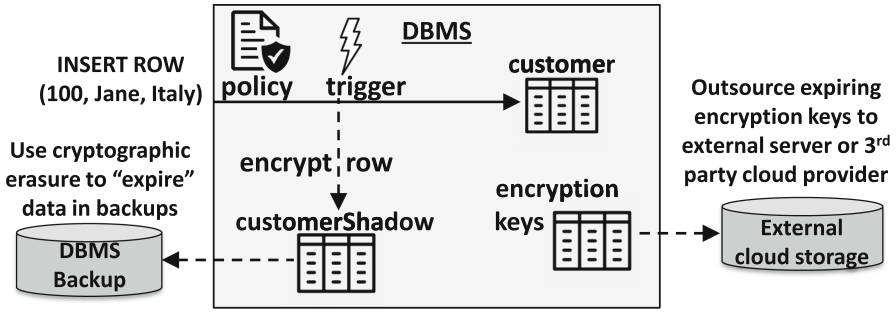 DBMS
INSERT ROW
(100, Jane, Italy)
policy
trigger
customer
Outsource expiring
encryption keys to
external server or 3rd
party cloud provider
Use cryptographic
erasure to “expire”
data in backups
encrypt row
customerShadow
encryption
keys
DBMS
Backup
External
cloud storage